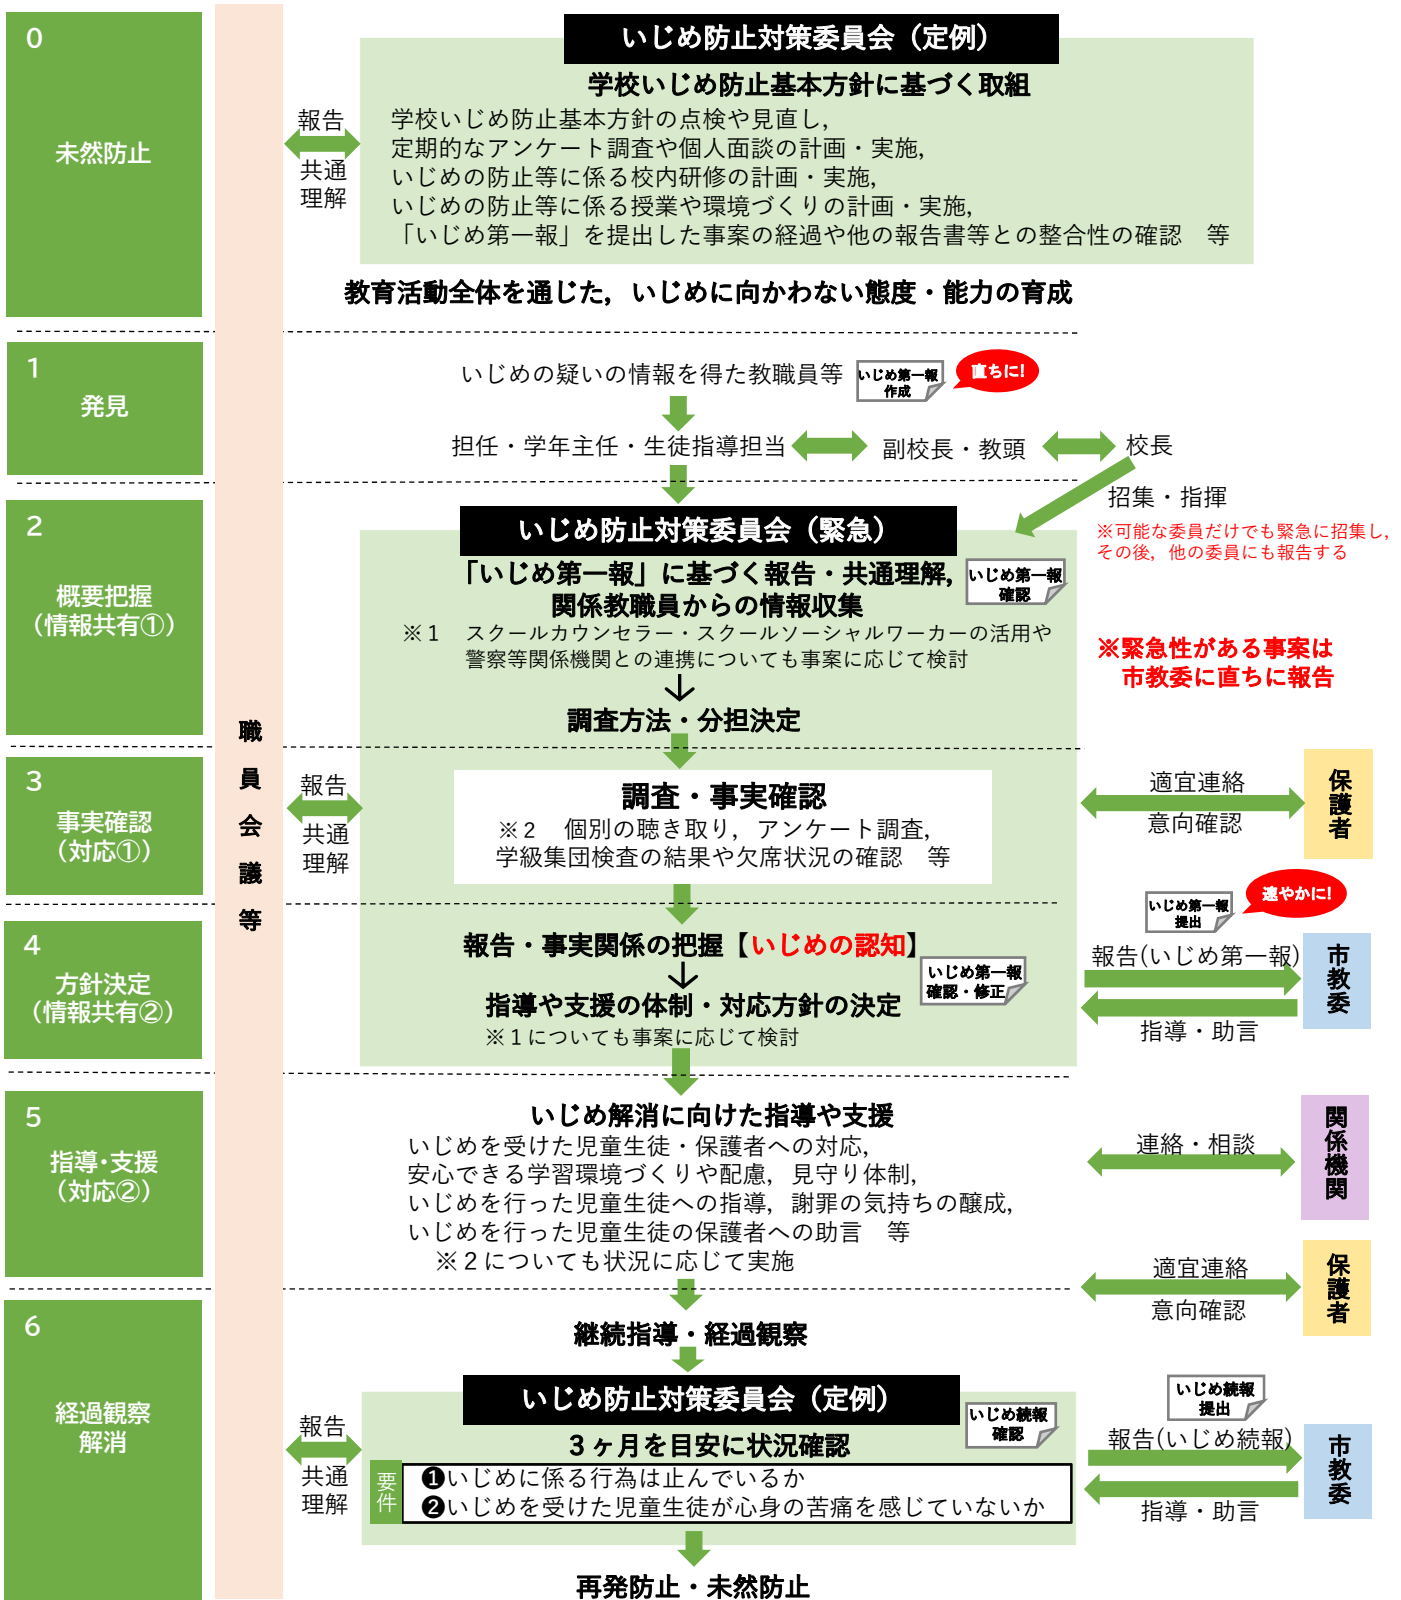 0
未然防止
いじめ防止対策委員会（定例）
学校いじめ防止基本方針に基づく取組
学校いじめ防止基本方針の点検や見直し，
定期的なアンケート調査や個人面談の計画・実施，
いじめの防止等に係る校内研修の計画・実施，
いじめの防止等に係る授業や環境づくりの計画・実施，
「いじめ第一報」を提出した事案の経過や他の報告書等との整合性の確認　等
報告
共通
理解
教育活動全体を通じた，いじめに向かわない態度・能力の育成
1
発見
いじめの疑いの情報を得た教職員等
いじめ第一報
作成
直ちに!
担任・学年主任・生徒指導担当
副校長・教頭
校長
招集・指揮
※可能な委員だけでも緊急に招集し，
その後，他の委員にも報告する
2
概要把握
（情報共有①）
いじめ防止対策委員会（緊急）
「いじめ第一報」に基づく報告・共通理解，
関係教職員からの情報収集
いじめ第一報
確認
※１　スクールカウンセラー・スクールソーシャルワーカーの活用や
警察等関係機関との連携についても事案に応じて検討
※緊急性がある事案は
市教委に直ちに報告
調査方法・分担決定
職員会議等
3
事実確認
（対応①）
報告
共通
理解
調査・事実確認
※２　個別の聴き取り，アンケート調査，
学級集団検査の結果や欠席状況の確認　等
適宜連絡
意向確認
保護者
4
方針決定
（情報共有②）
報告・事実関係の把握【いじめの認知】
いじめ第一報
確認・修正
指導や支援の体制・対応方針の決定
※１についても事案に応じて検討
いじめ第一報
提出
速やかに!
報告(いじめ第一報)
指導・助言
市教委
5
指導・支援
（対応②）
いじめ解消に向けた指導や支援
いじめを受けた児童生徒・保護者への対応，
安心できる学習環境づくりや配慮，見守り体制，
いじめを行った児童生徒への指導，謝罪の気持ちの醸成，
いじめを行った児童生徒の保護者への助言　等
※２についても状況に応じて実施
連絡・相談
関係機関
適宜連絡
意向確認
保護者
6
経過観察
解消
継続指導・経過観察
いじめ防止対策委員会（定例）
いじめ続報
確認
３ヶ月を目安に状況確認
要件
❶いじめに係る行為は止んでいるか
❷いじめを受けた児童生徒が心身の苦痛を感じていないか
報告
共通
理解
いじめ続報
提出
報告(いじめ続報)
指導・助言
市教委
再発防止・未然防止